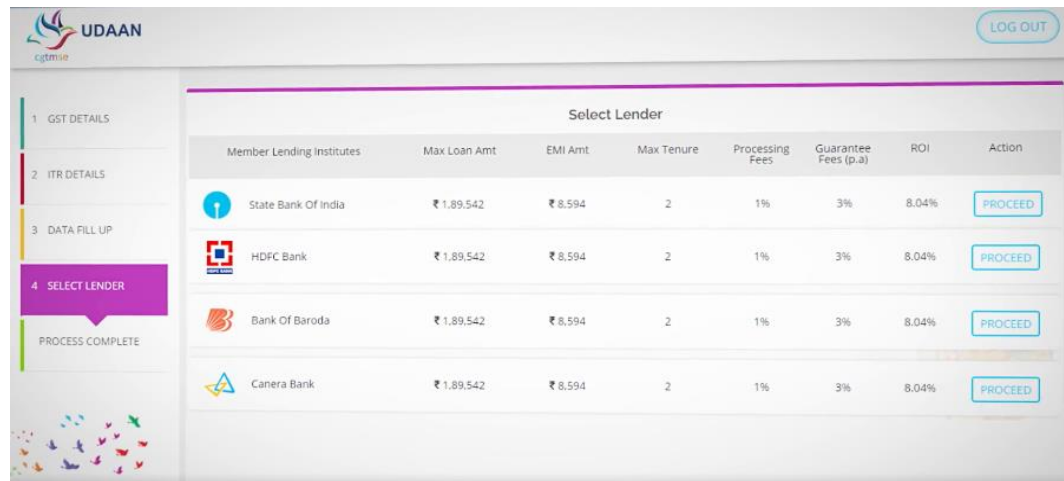 UDAAN
cgtmse
LOG OUT
1 GST DETAILS
2 ITR DETAILS
3 DATA FILL UP
4 SELECT LENDER
PROCESS COMPLETE
Select Lender
Member Lending Institutes Max Loan Amt EMI Amt Max Tenure Processing Fees Guarantee Fees (p.a) ROI Action
State Bank Of India ₹ 1,89,542 ₹ 8,594 2 1% 3% 8.04% PROCEED
HDFC BANK
HDFC Bank ₹ 1,89,542 ₹ 8,594 2 1% 3% 8.04% PROCEED
Bank Of Baroda ₹ 1,89,542 ₹ 8,594 2 1% 3% 8.04% PROCEED
Canera Bank ₹ 1,89,542 ₹ 8,594 2 1% 3% 8.04% PROCEED